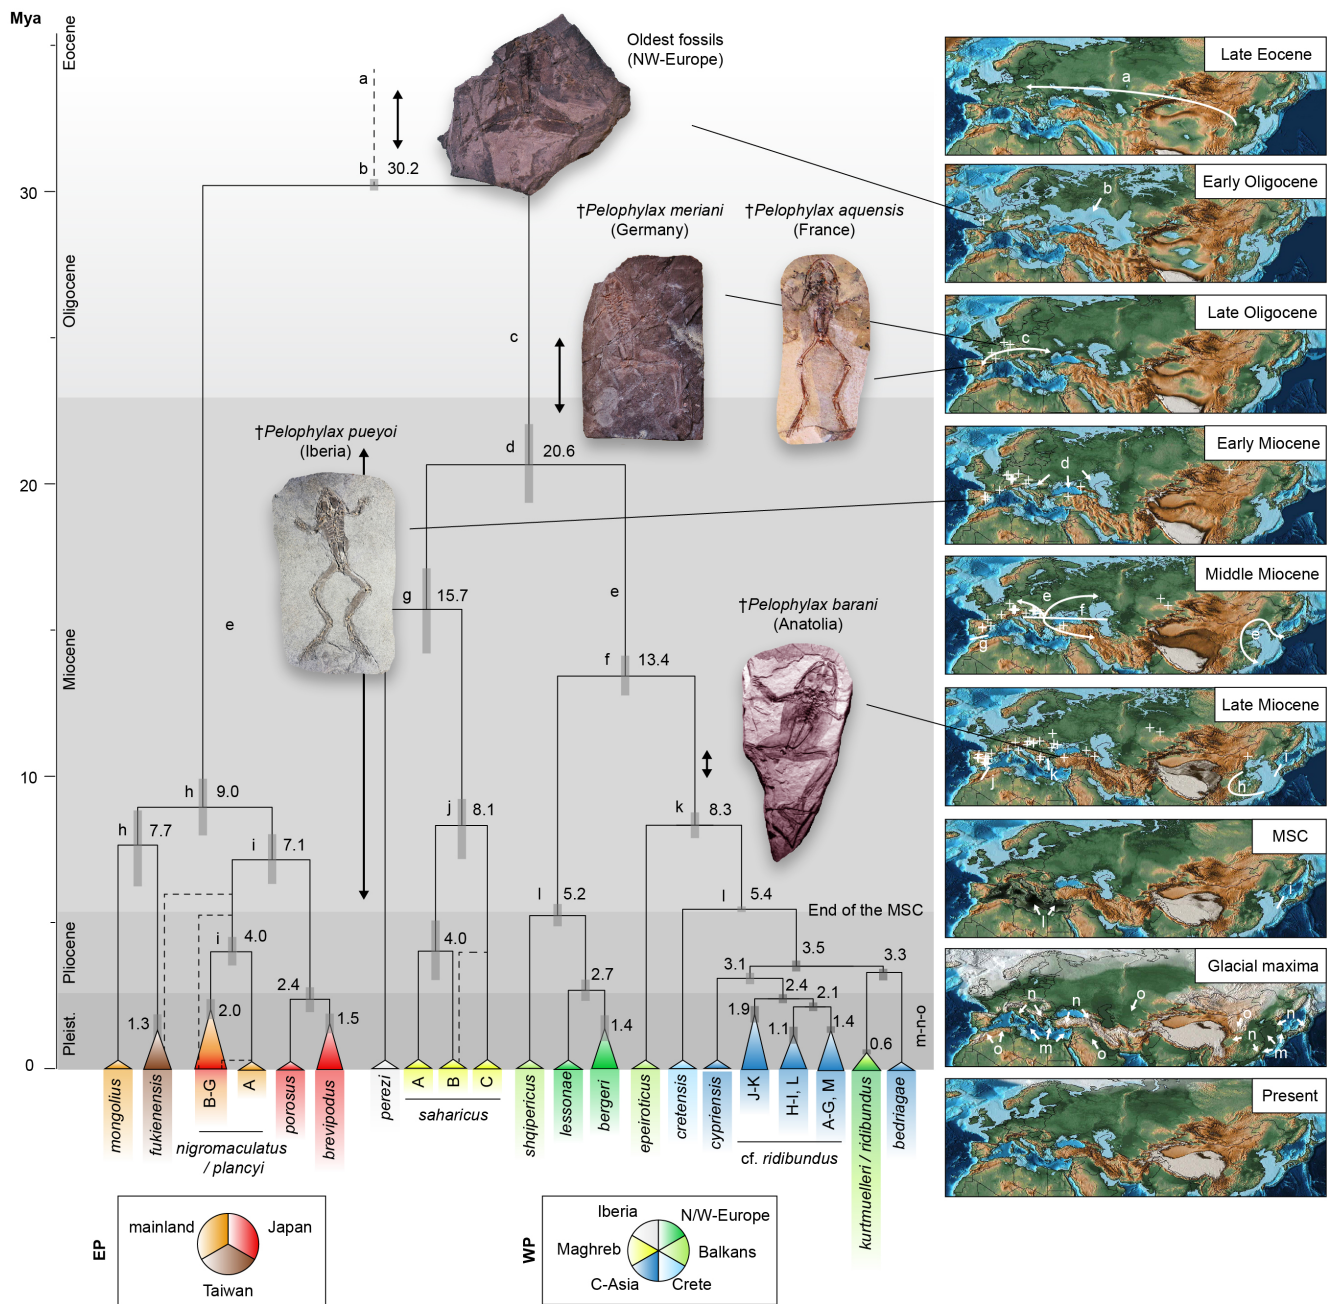 Mya
Eocene
Oligocene
Miocene
Pliocene
Pleist.
30
20
10
0
a
b
30.2
Oldest fossils
(NW-Europe)
†Pelophylax meriani
(Germany)
†Pelophylax aquensis
(France)
c
d
20.6
†Pelophylax pueyoi
(Iberia)
g
15.7
e
e
†Pelophylax barani
(Anatolia)
f
13.4
h
9.0
h
7.7
i
7.1
j
8.1
k
8.3
l
5.2
l
5.4
End of the MSC
i
4.0
4.0
3.5
3.3
3.1
2.7
2.4
2.4
2.1
2.0
1.9
1.3
1.5
1.4
1.1
1.4
0.6
m-n-o
mongolius
fukienensis
B-G
A
nigromaculatus
/ plancyi
porosus
brevipodus
perezi
A
B
C
saharicus
shqipericus
lessonae
bergeri
epeiroticus
cretensis
cypriensis
J-K
H-I, L
A-G, M
cf. ridibundus
kurtmuelleri / ridibundus
bedriagae
EP
mainland
Japan
Taiwan
WP
Iberia
N/W-Europe
Maghreb
Balkans
C-Asia
Crete
Late Eocene
a
Early Oligocene
b
Late Oligocene
c
Early Miocene
d
Middle Miocene
e
f
g
e
Late Miocene
j
k
h
i
MSC
l
i
Glacial maxima
n
n
o
o
m
o
o
n
n
m
Present